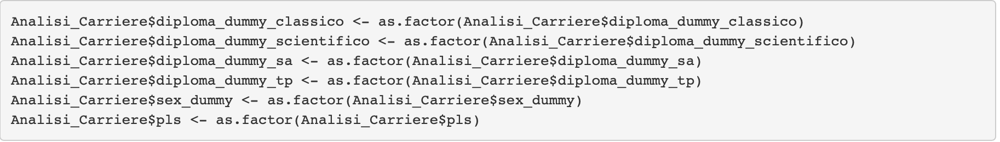 Analisi_Carriere$diploma_dummy_classico <- as.factor(Analisi_Carriere$diploma_dummy_classico)
Analisi_Carriere$diploma_dummy_scientifico <- as.factor(Analisi_Carriere$diploma_dummy_scientifico)
Analisi_Carriere$diploma_dummy_sa <- as.factor(Analisi_Carriere$diploma_dummy_sa)
Analisi_Carriere$diploma_dummy_tp <- as.factor(Analisi_Carriere$diploma_dummy_tp)
Analisi_Carriere$sex_dummy <- as.factor(Analisi_Carriere$sex_dummy)
Analisi_Carriere$pls <- as.factor(Analisi_Carriere$pls)